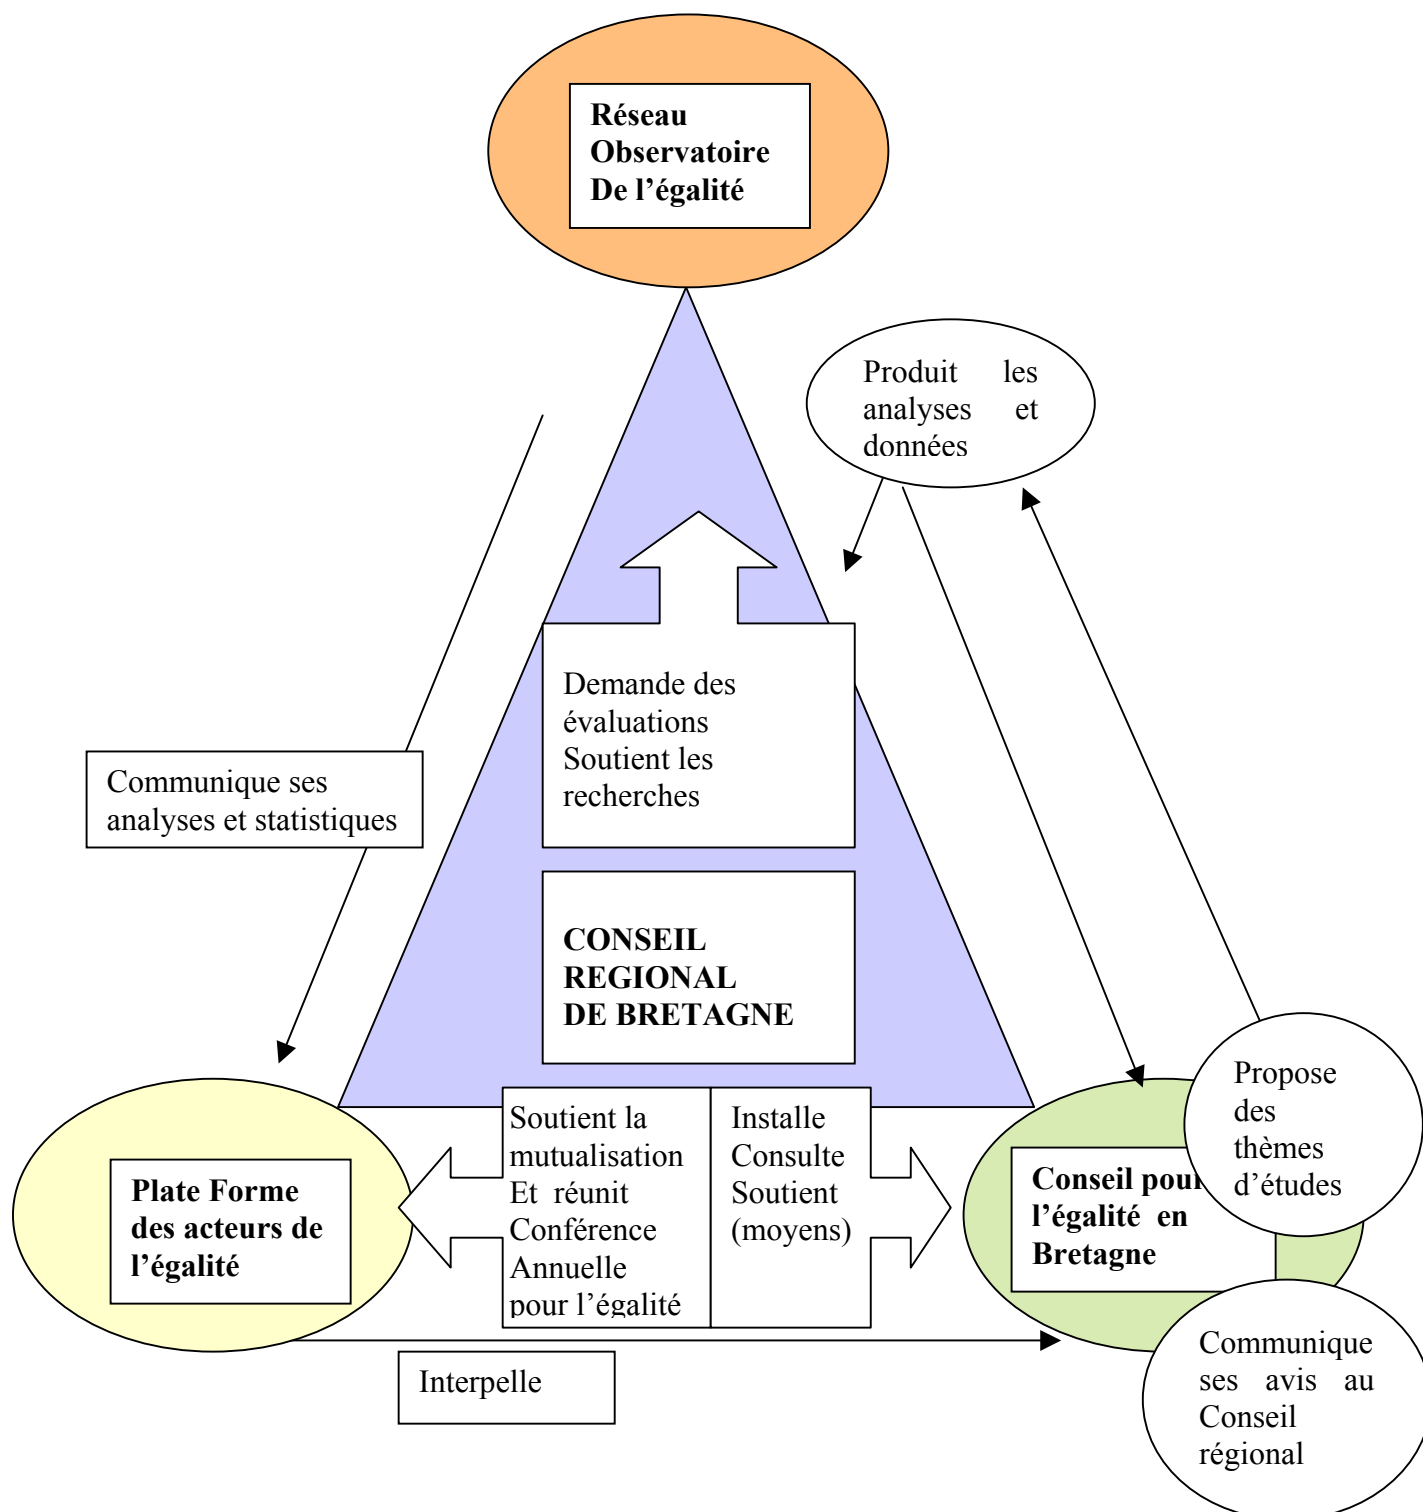 Réseau
Observatoire
De l’égalité
Produit les
analyses et
données
Demande des
évaluations
Soutient les
recherches
Communique ses
analyses et statistiques
CONSEIL
REGIONAL
DE BRETAGNE
Propose
des
thèmes
d’études
Soutient la
mutualisation
Et réunit
Conférence
Annuelle
pour l’égalité
Installe
Consulte
Soutient
(moyens)
Plate Forme
des acteurs de
l’égalité
Conseil pour
l’égalité en
Bretagne
Interpelle
Communique
ses avis au
Conseil
régional